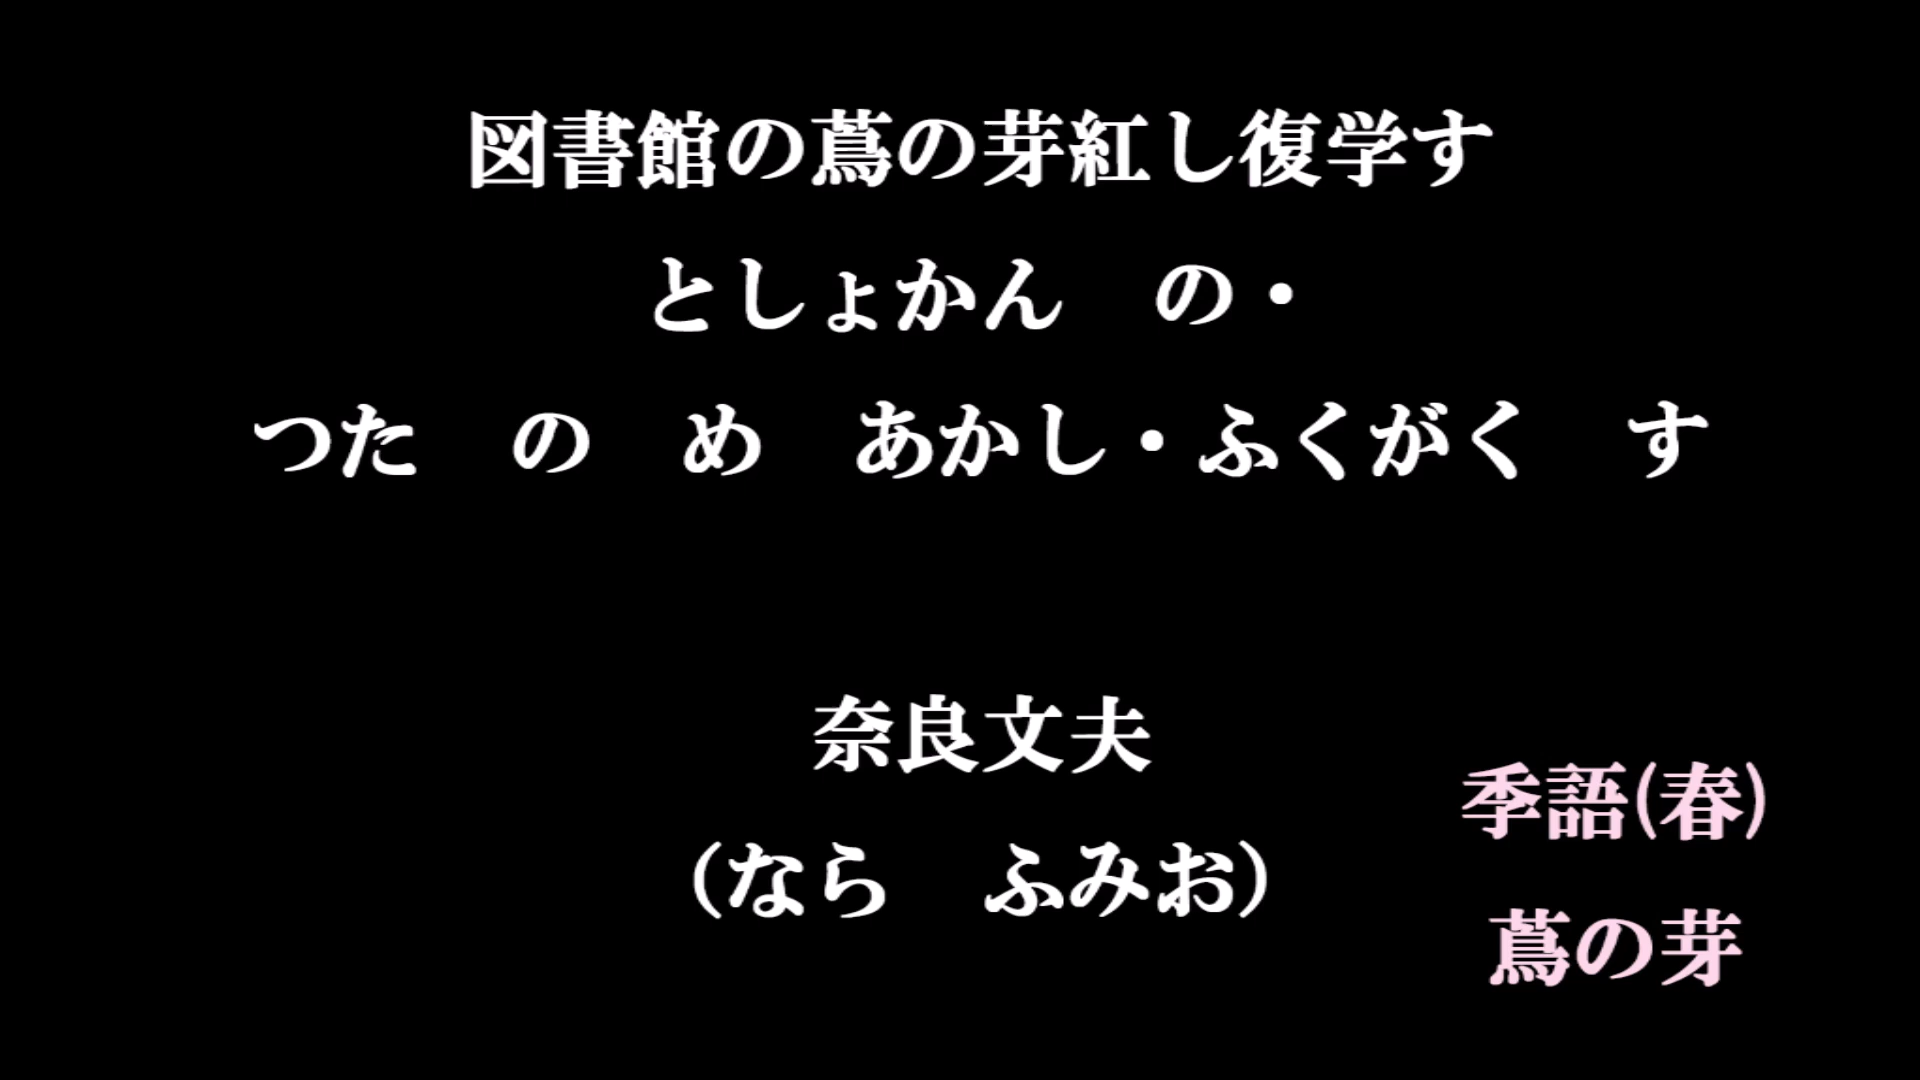 図書館の蔦の芽紅し復学す
としょかん　の・
つた　の　め　あかし・ふくがく　す
奈良文夫
（なら　ふみお）
季語(春)
蔦の芽